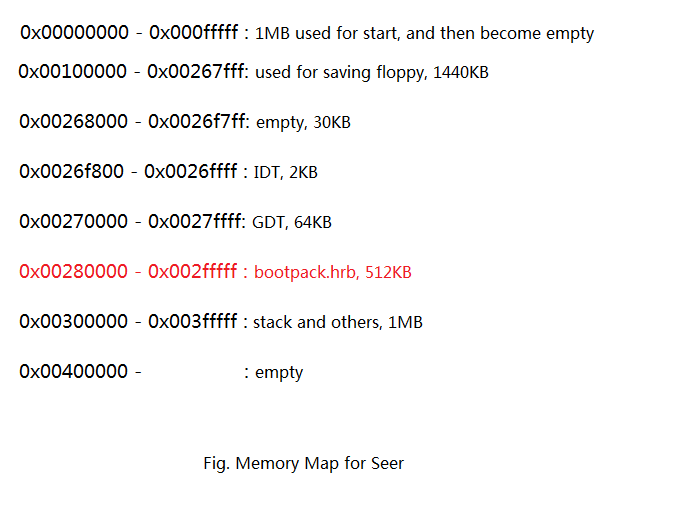 0x00000000 - 0x000fffff : 1MB used for start, and then become empty
0x00100000 - 0x00267fff: used for saving floppy, 1440KB
0x00268000 - 0x0026f7ff: empty, 30KB
0x0026f800 - 0x0026ffff : IDT, 2KB
0x00270000 - 0x0027ffff: GDT, 64KB
0x00280000 - 0x002fffff : bootpack.hrb, 512KB
0x00300000 - 0x003fffff : stack and others, 1MB
0x00400000 - : empty
Fig. Memory Map for Seer